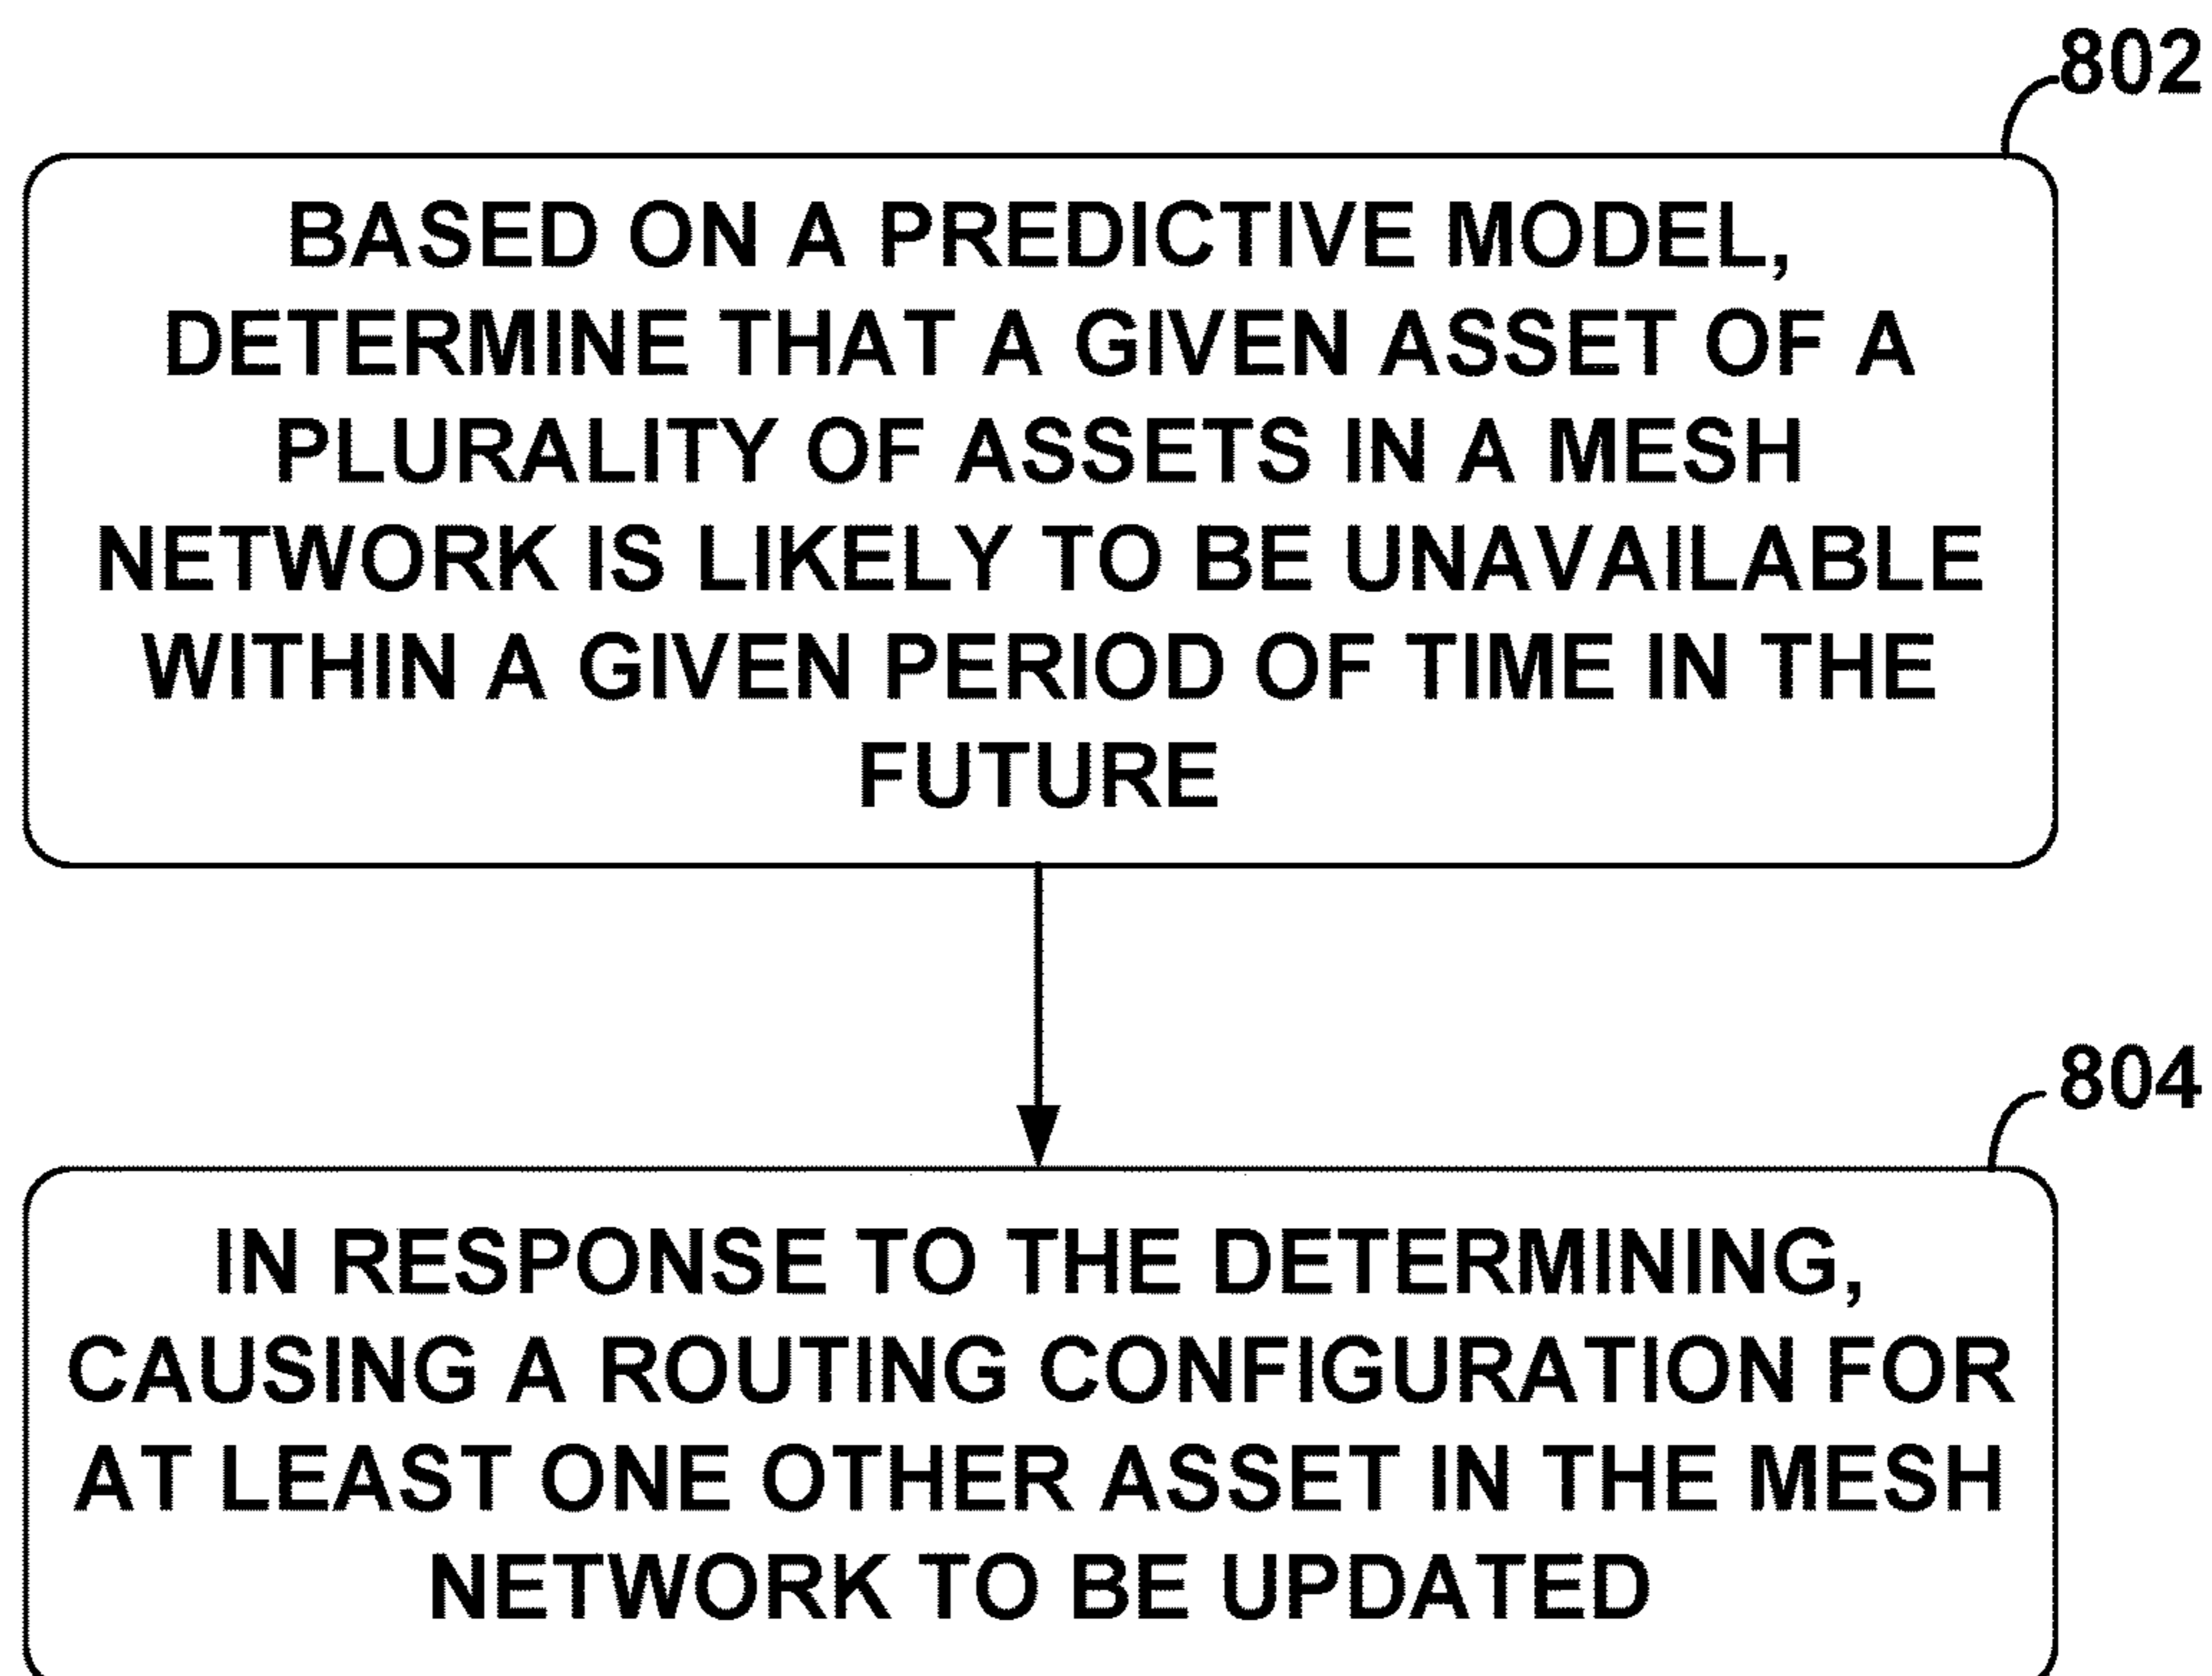 802
BASED ON A PREDICTIVE MODEL,
DETERMINE THAT A GIVEN ASSET OF A
PLURALITY OF ASSETS IN A MESH
NETWORK IS LIKELY TO BE UNAVAILABLE
WITHIN A GIVEN PERIOD OF TIME IN THE
FUTURE
804
IN RESPONSE TO THE DETERMINING,
CAUSING A ROUTING CONFIGURATION FOR
AT LEAST ONE OTHER ASSET IN THE MESH
NETWORK TO BE UPDATED